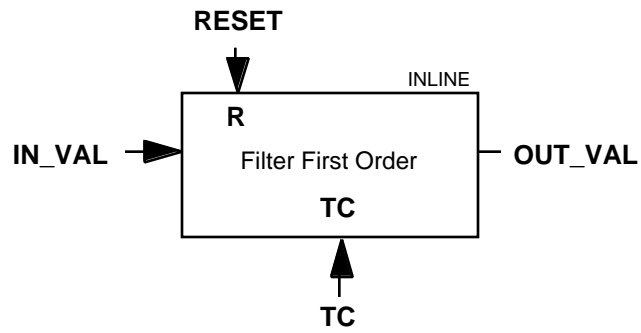 RESET
INLINE
R
IN_VAL
Filter First Order
OUT_VAL
TC
TC